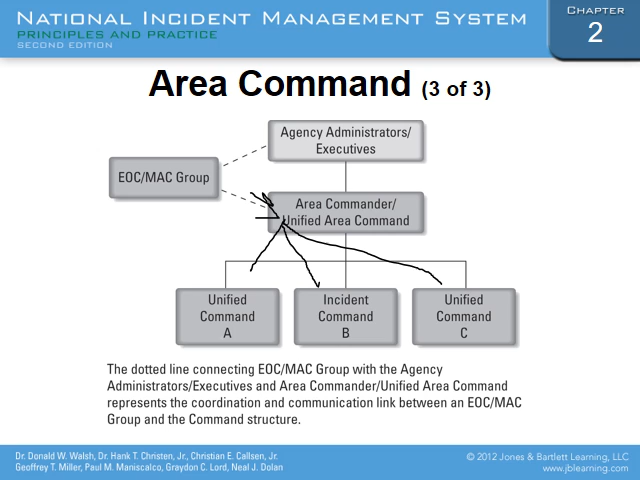 NATIONAL INCIDENT MANAGEMENT SYSTEM
PRINCIPLES AND PRACTICE
SECOND EDITION
CHAPTER
2
Area Command (3 of 3)
Agency Administrators/
Executives
EOC/MAC Group
Area Commander/
Unified Area Command
Unified
Command
A
Incident
Command
B
Unified
Command
C
The dotted line connecting EOC/MAC Group with the Agency
Administrators/Executives and Area Commander/Unified Area Command
represents the coordination and communication link between an EOC/MAC
Group and the Command structure.
Dr. Donald W. Walsh, Dr. Hank T. Christen, Jr., Christian E. Callsen, Jr.
Geoffrey T. Miller, Paul M. Maniscalco, Graydon C. Lord, Neal J. Dolan
© 2012 Jones & Bartlett Learning, LLC
www.jblearning.com